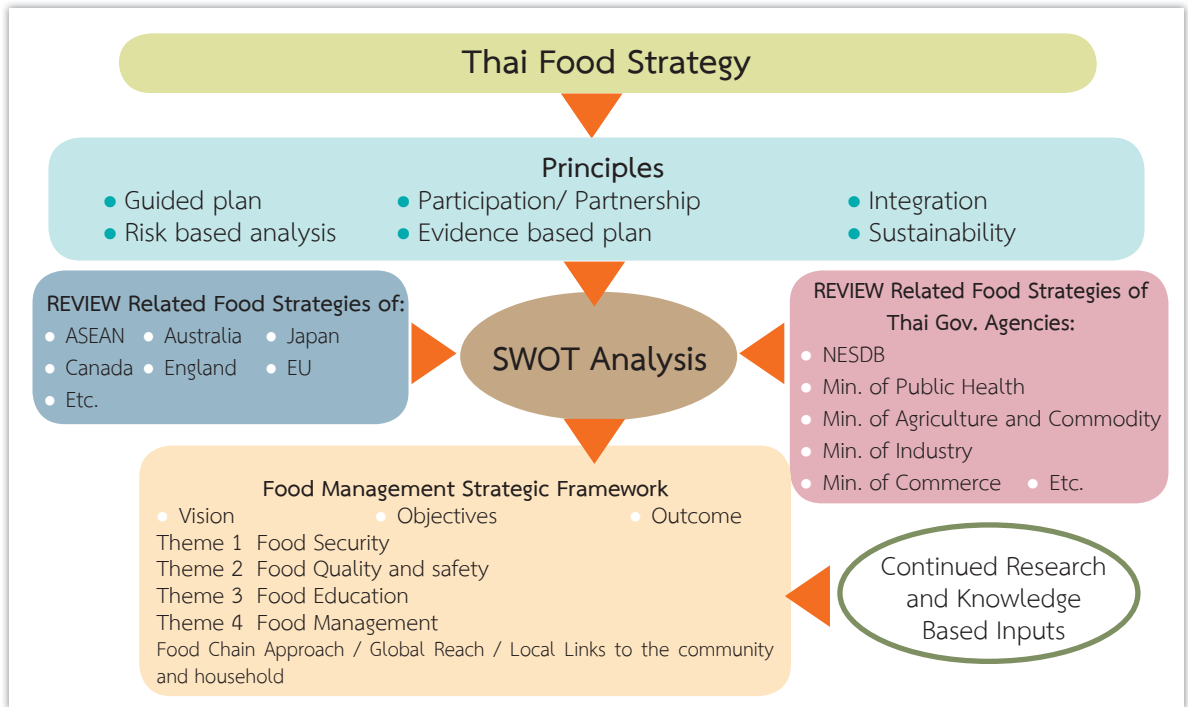 Thai Food Strategy
Principles
• Guided plan • Participation/ Partnership • Integration
• Risk based analysis • Evidence based plan • Sustainability
REVIEW Related Food Strategies of:
• ASEAN • Australia • Japan
• Canada • England • EU
• Etc.
SWOT Analysis
REVIEW Related Food Strategies of
Thai Gov. Agencies:
• NESDB
• Min. of Public Health
• Min. of Agriculture and Commodity
• Min. of Industry
• Min. of Commerce • Etc.
Food Management Strategic Framework
• Vision • Objectives • Outcome
Theme 1 Food Security
Theme 2 Food Quality and safety
Theme 3 Food Education
Theme 4 Food Management
Food Chain Approach / Global Reach / Local Links to the community
and household
Continued Research
and Knowledge
Based Inputs